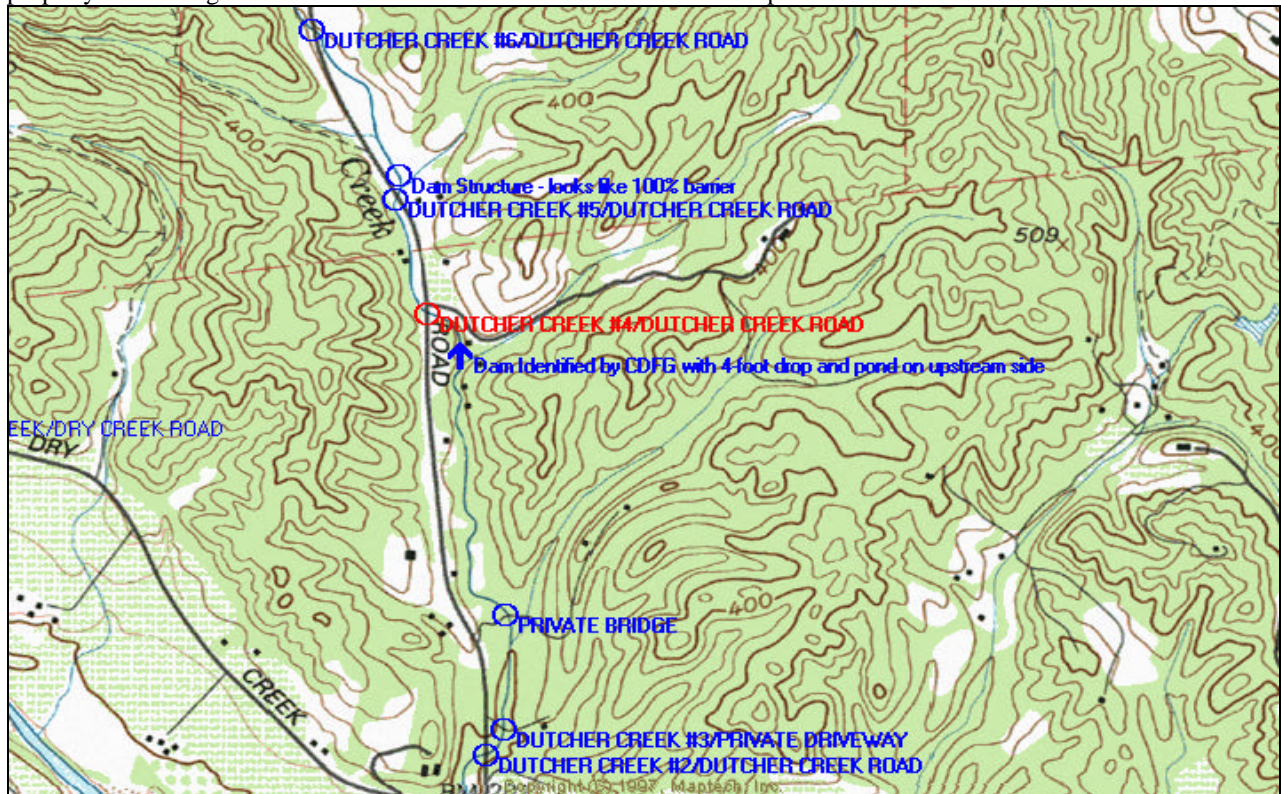 DUTCHER CREEK #6/DUTCHER CREEK ROAD
400
400
Creek
Dam Structure - looks like 100% barrier
DUTCHER CREEK #5/DUTCHER CREEK ROAD
509
400
DUTCHER CREEK #4/DUTCHER CREEK ROAD
ROAD
Dam Identified by CDFG with 4-foot drop and pond on upstream side
EEK/DRY CREEK ROAD
DRY
400
400
PRIVATE BRIDGE
CREEK
DUTCHER CREEK #3/PRIVATE DRIVEWAY
DUTCHER CREEK #2/DUTCHER CREEK ROAD
Copyright (C) 1997, Maptech, Inc.